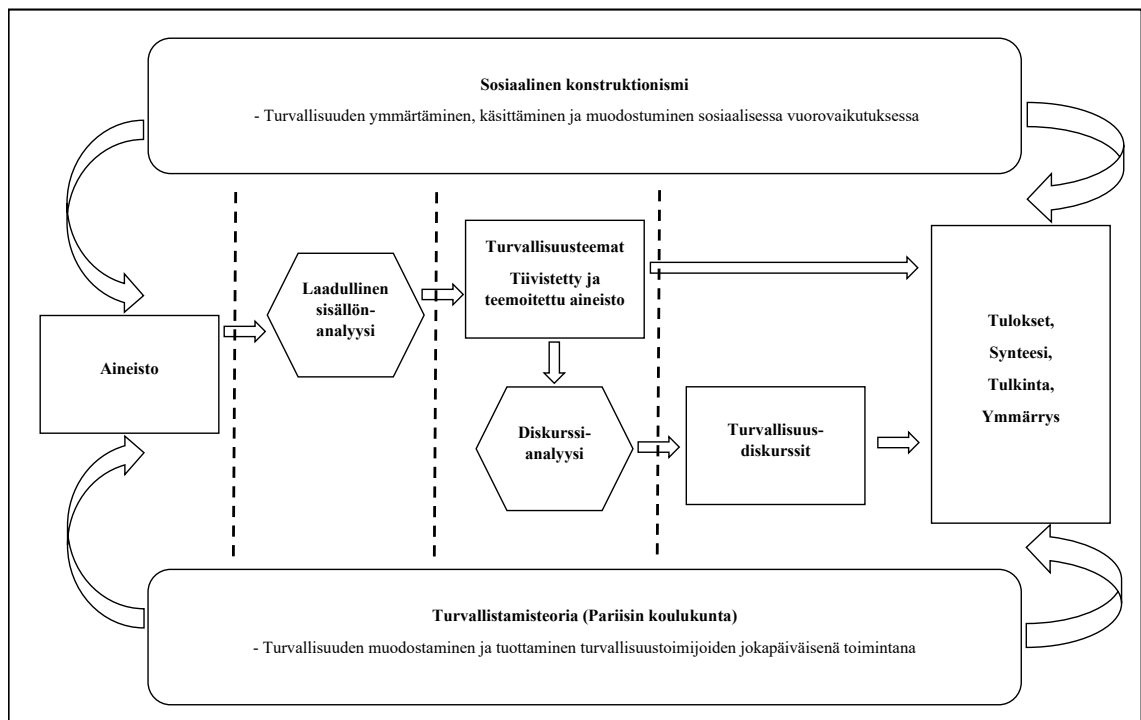 Sosiaalinen konstruktionismi
- Turvallisuuden ymmärtäminen, käsittäminen ja muodostuminen sosiaalisessa vuorovaikutuksessa
Aineisto
Laadullinen
sisällön-
analyysi
Turvallisuusteemat
Tiivistetty ja
teemoitettu aineisto
Diskurssi-
analyysi
Turvallisuus-
diskurssit
Tulokset,
Synteesi,
Tulkinta,
Ymmärrys
Turvallistamisteoria (Pariisin koulukunta)
- Turvallisuuden muodostaminen ja tuottaminen turvallisuustoimijoiden jokapäiväisenä toimintana